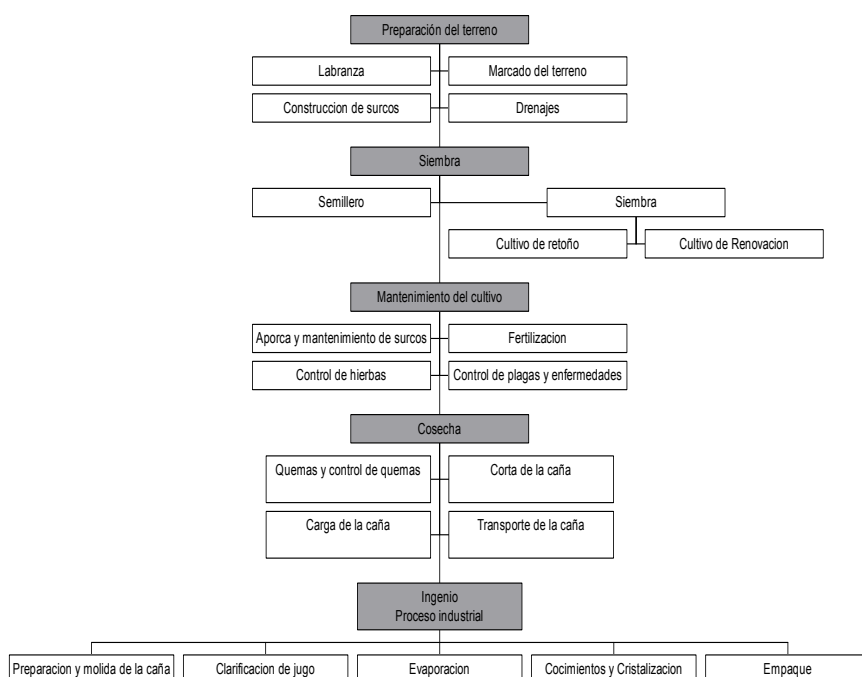 Preparación del terreno
Labranza
Marcado del terreno
Construccion de surcos
Drenajes
Siembra
Semillero
Siembra
Cultivo de retoño
Cultivo de Renovacion
Mantenimiento del cultivo
Aporca y mantenimiento de surcos
Fertilizacion
Control de hierbas
Control de plagas y enfermedades
Cosecha
Quemas y control de quemas
Corta de la caña
Carga de la caña
Transporte de la caña
Ingenio
Proceso industrial
Preparacion y molida de la caña
Clarificacion de jugo
Evaporacion
Cocimientos y Cristalizacion
Empaque